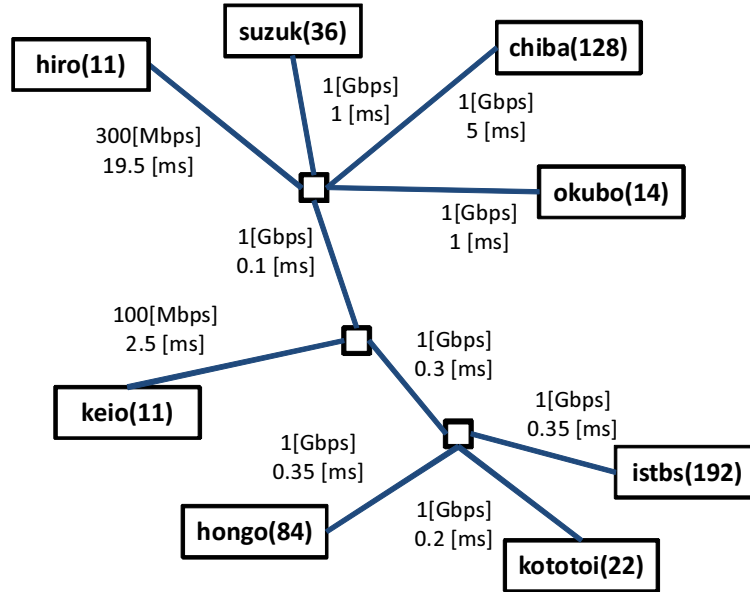 suzuk(36)
chiba(128)
hiro(11)
1[Gbps]
1 [ms]
1[Gbps]
5 [ms]
300[Mbps]
19.5 [ms]
okubo(14)
1[Gbps]
1 [ms]
1[Gbps]
0.1 [ms]
100[Mbps]
2.5 [ms]
1[Gbps]
0.3 [ms]
keio(11)
1[Gbps]
0.35 [ms]
1[Gbps]
0.35 [ms]
istbs(192)
1[Gbps]
0.2 [ms]
hongo(84)
kototoi(22)